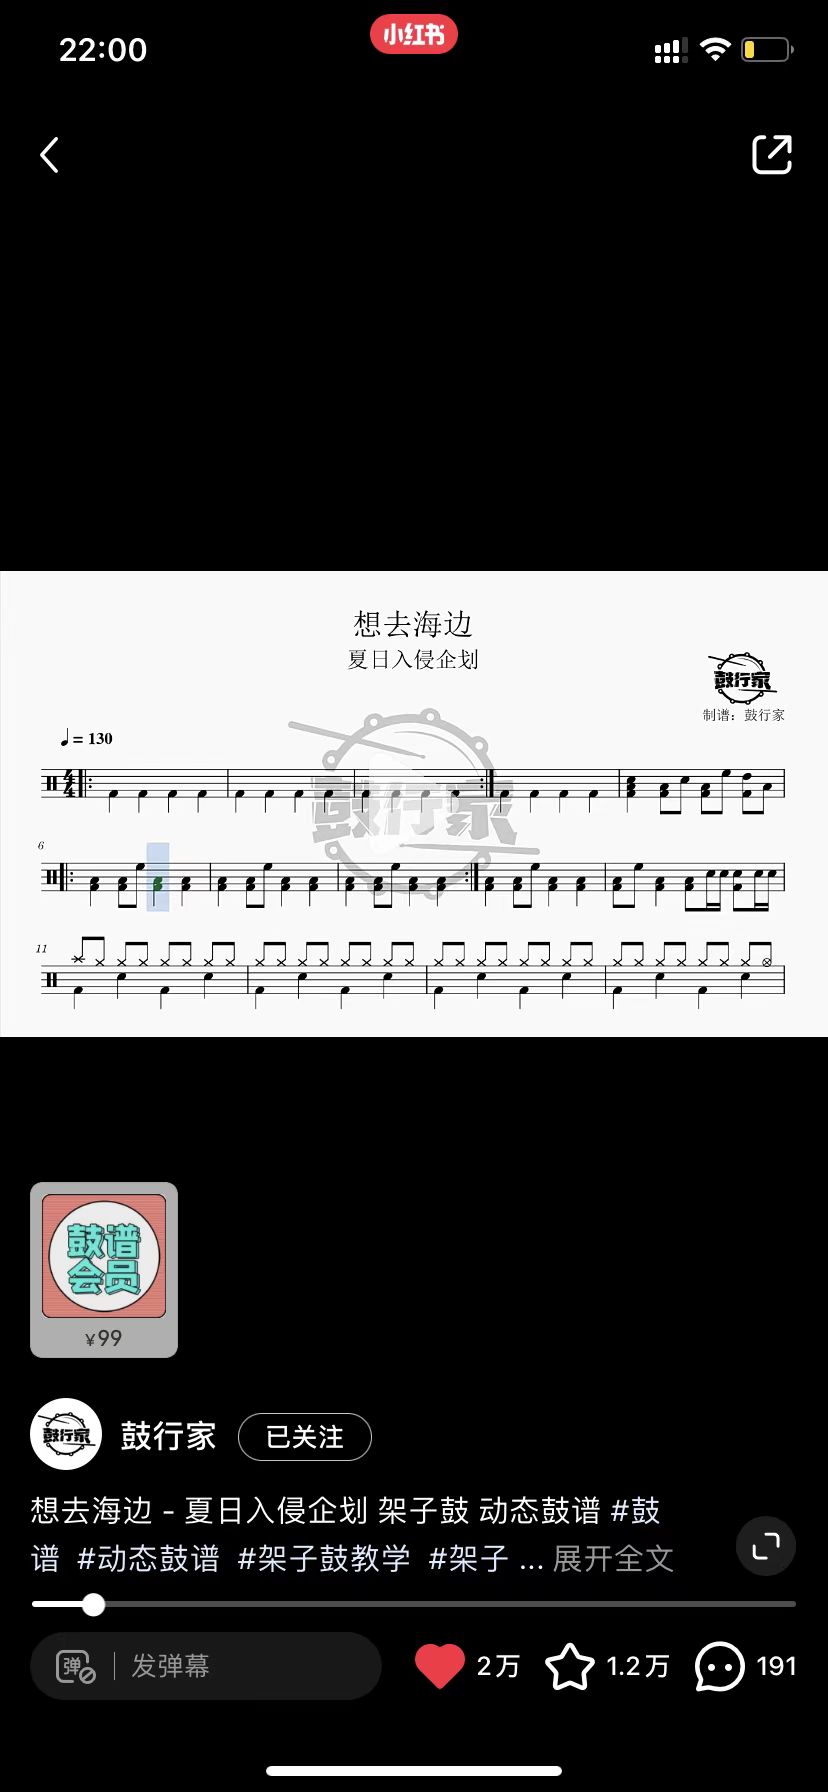 22:00
小红书
想去海边
夏日入侵企划
鼓行家
制谱：鼓行家
= 130
鼓行家
4
4
6
11
鼓谱
会员
¥99
鼓行家
鼓行家
已关注
想去海边 - 夏日入侵企划 架子鼓 动态鼓谱 #鼓
谱 #动态鼓谱 #架子鼓教学 #架子 ... 展开全文
弹
发弹幕
2万
1.2万
191